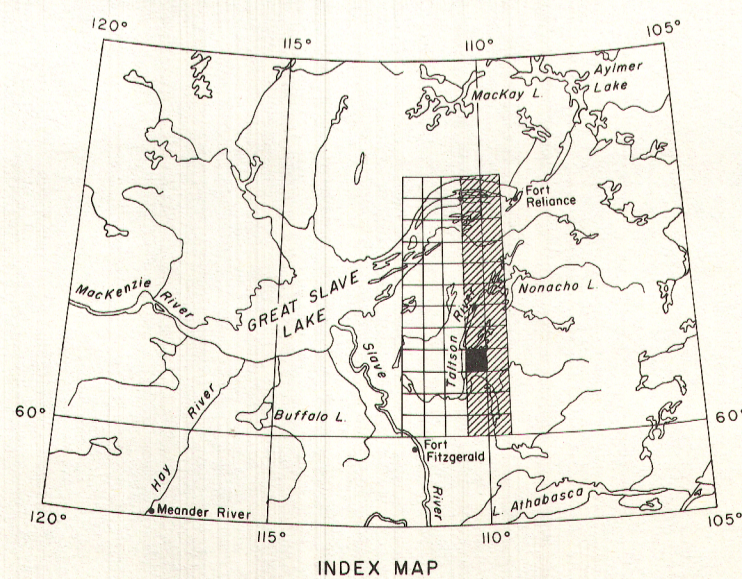 120°
115°
110°
105°
Aylmer
Lake
MacKay L.
Fort
Reliance
MacKenzie
River
GREAT SLAVE
LAKE
Nonacho L.
Taltson
River
Slave
River
60°
Hay
River
Buffalo L.
Fort
Fitzgerald
60°
L. Athabasca
Meander River
120°
115°
110°
105°
INDEX MAP